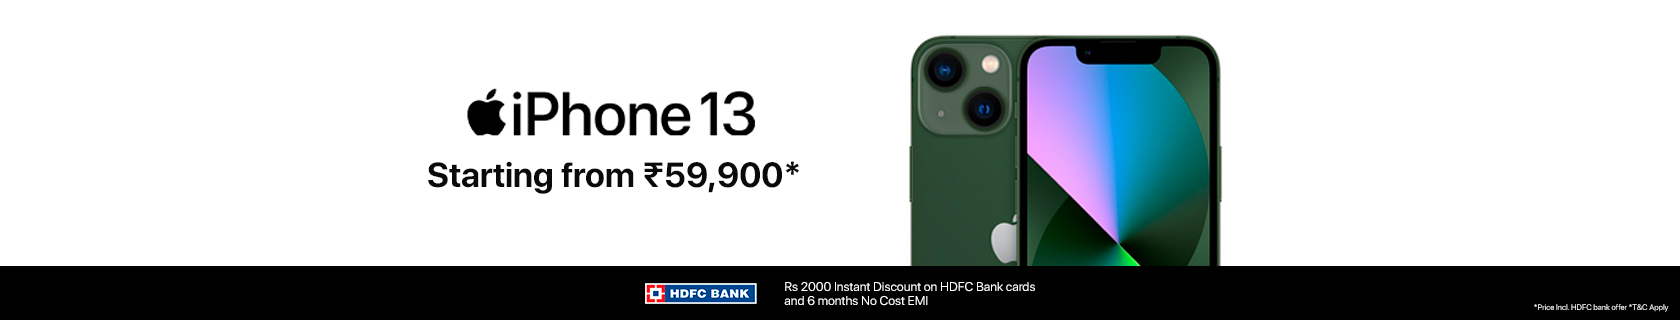 iPhone 13
Starting from ₹59,900*
HDFC BANK
Rs 2000 Instant Discount on HDFC Bank cards
and 6 months No Cost EMI
*Price Incl. HDFC bank offer *T&C Apply